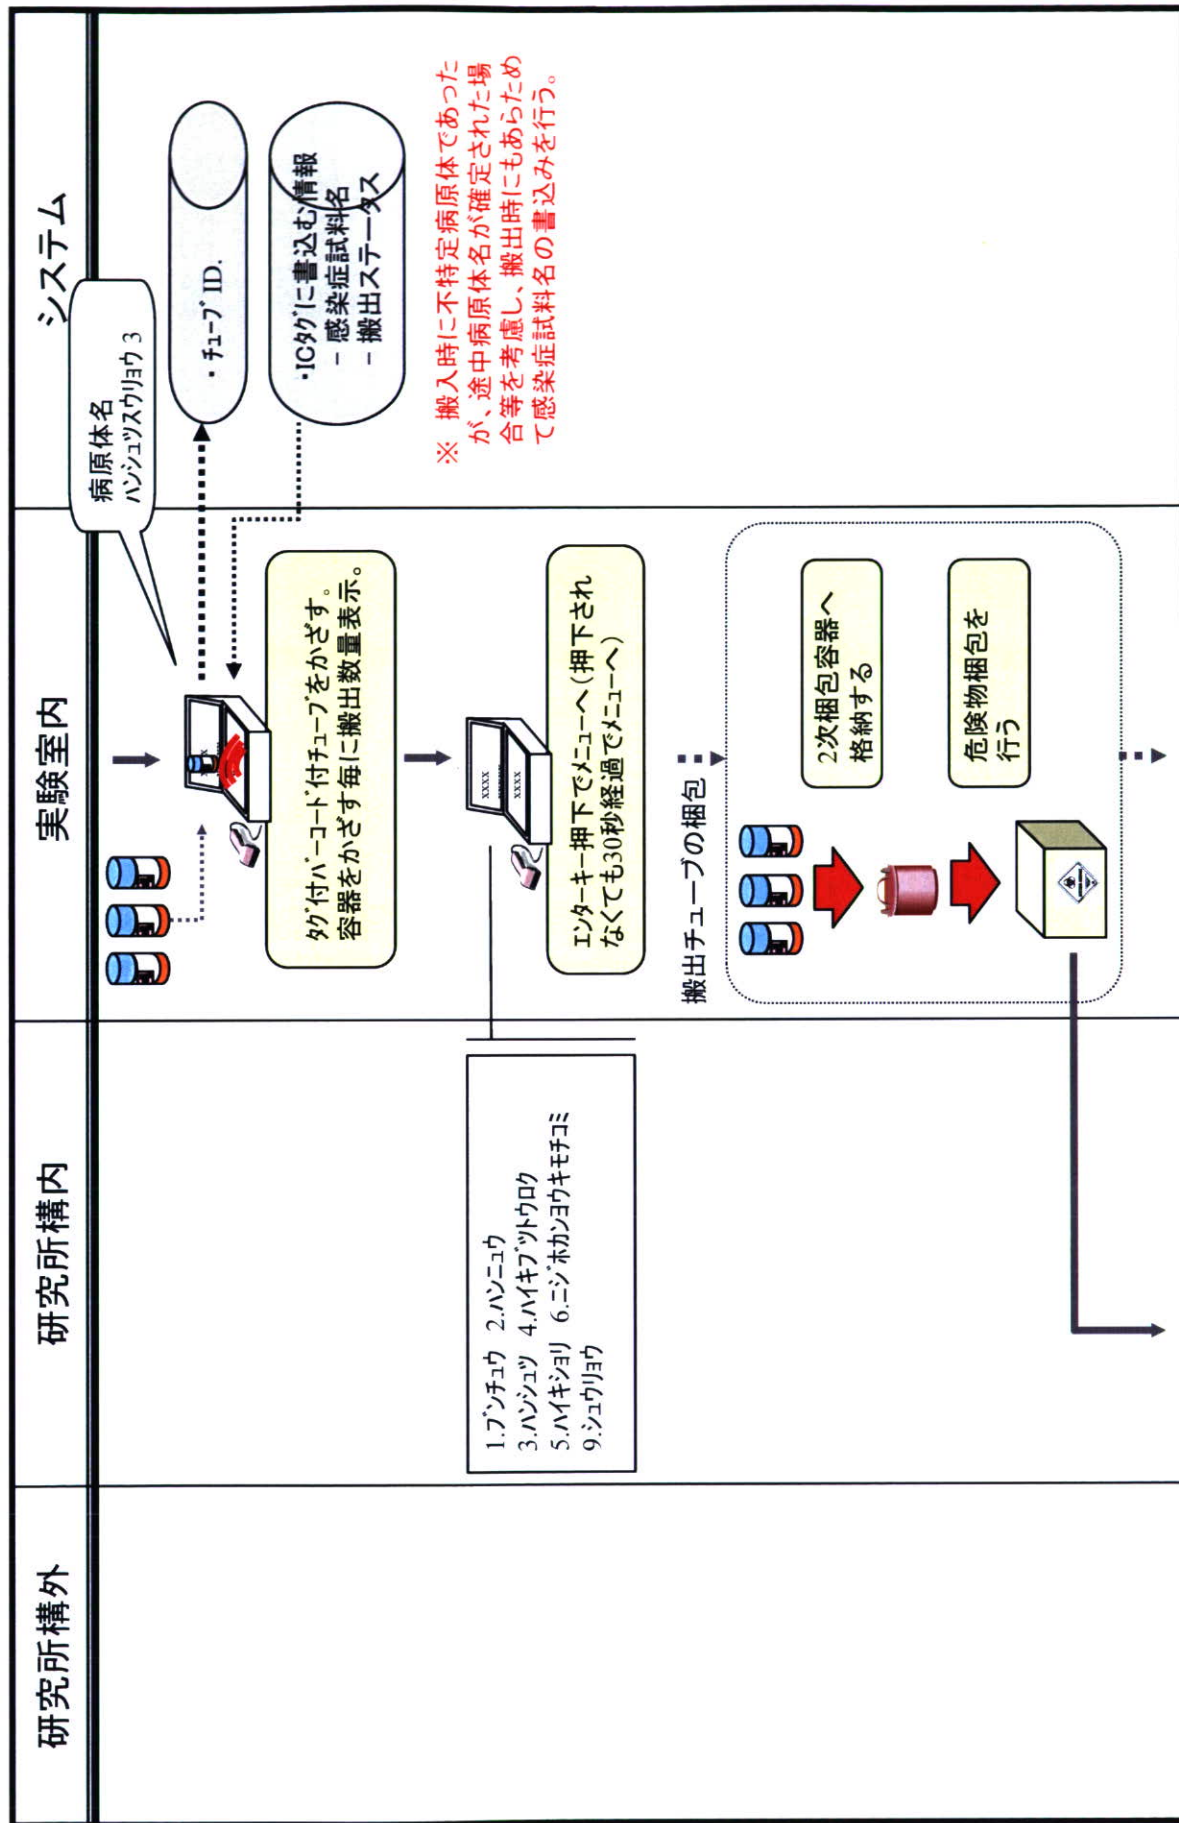 研究所構外
研究所構内
実験室内
システム
病原体名
ハンシュツスウリョウ 3
・チューブID.
・ICタグに書込む情報
－ 感染症試料名
－ 搬出ステータス
タグ付バーコード付チューブをかざす。
容器をかざす毎に搬出数量表示。
※ 搬入時に不特定病原体であった
が、途中病原体名が確定された場
合等を考慮し、搬出時にもあらため
て感染症試料名の書込みを行う。
XXXX
XXXX
エンターキー押下でメニューへ(押下され
なくても30秒経過でメニューへ)
1.ブンチュウ 2.ハンニュウ
3.ハンシュツ 4.ハイキブツトウロク
5.ハイキショリ 6.ニジホカンヨウキモチコミ
9.シュウリョウ
搬出チューブの梱包
2次梱包容器へ
格納する
危険物梱包を
行う